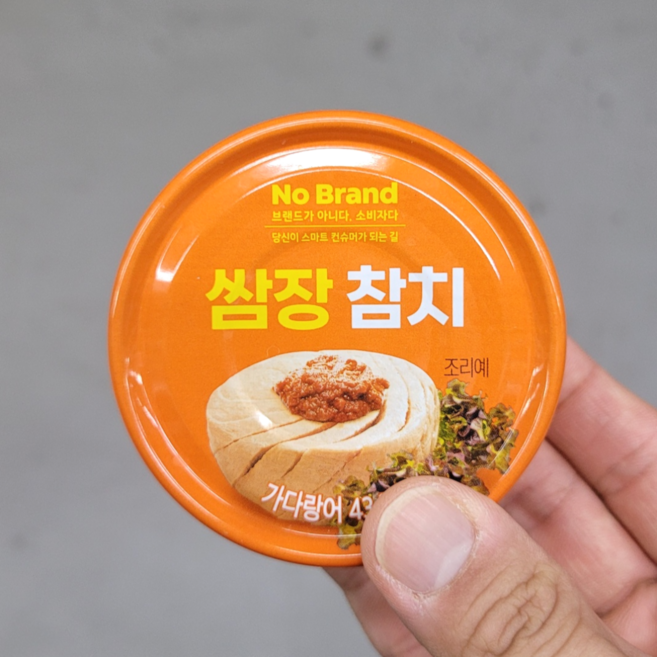 No Brand
브랜드가 아니다. 소비자다
당신이 스마트 컨슈머가 되는 길
쌈장 참치
조리예
가다랑어